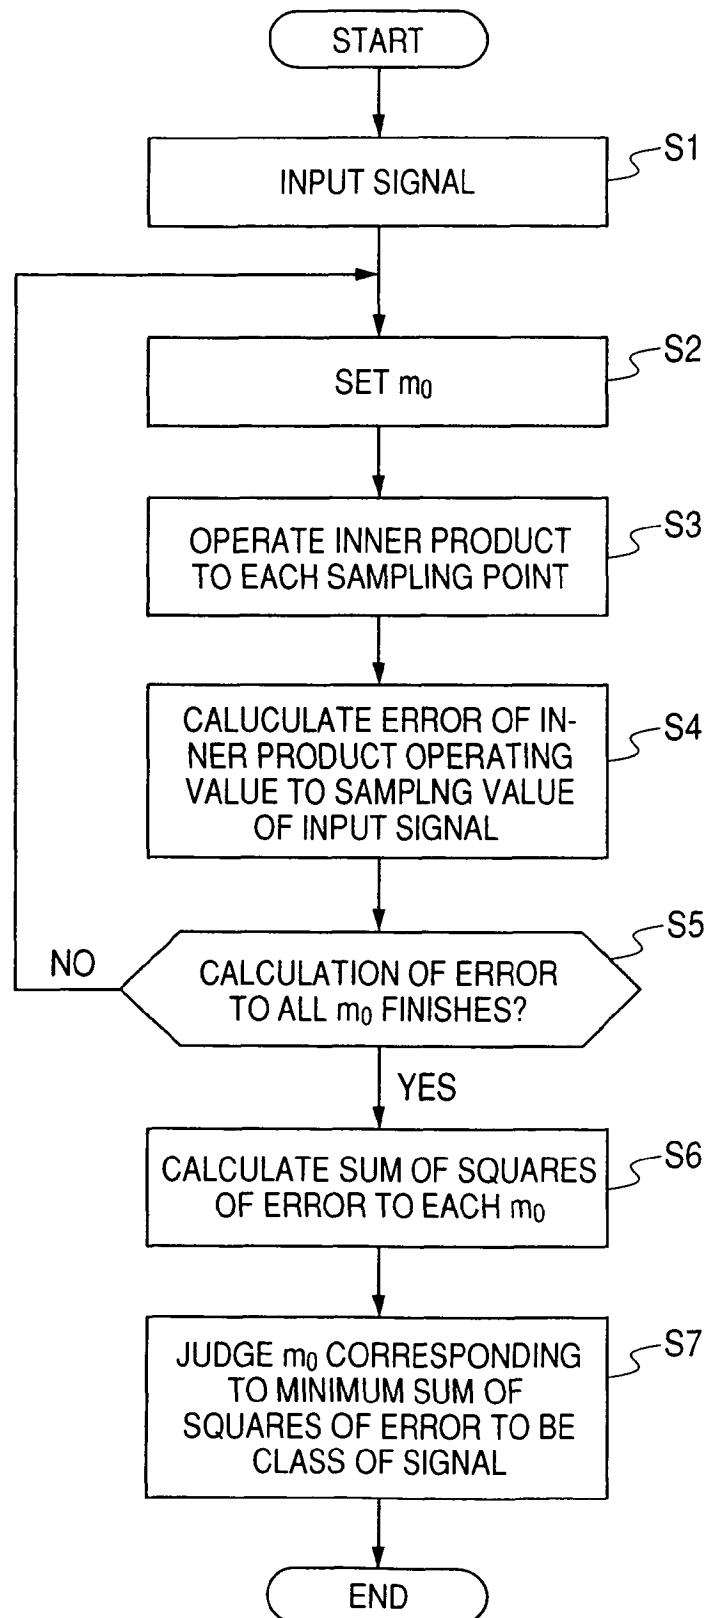 START
S1
INPUT SIGNAL
S2
SET m₀
S3
OPERATE INNER PRODUCT
TO EACH SAMPLING POINT
S4
CALUCULATE ERROR OF IN-
NER PRODUCT OPERATING
VALUE TO SAMPLNG VALUE
OF INPUT SIGNAL
S5
NO
CALCULATION OF ERROR
TO ALL m₀ FINISHES?
YES
S6
CALCULATE SUM OF SQUARES
OF ERROR TO EACH m₀
S7
JUDGE m₀ CORRESPONDING
TO MINIMUM SUM OF
SQUARES OF ERROR TO BE
CLASS OF SIGNAL
END